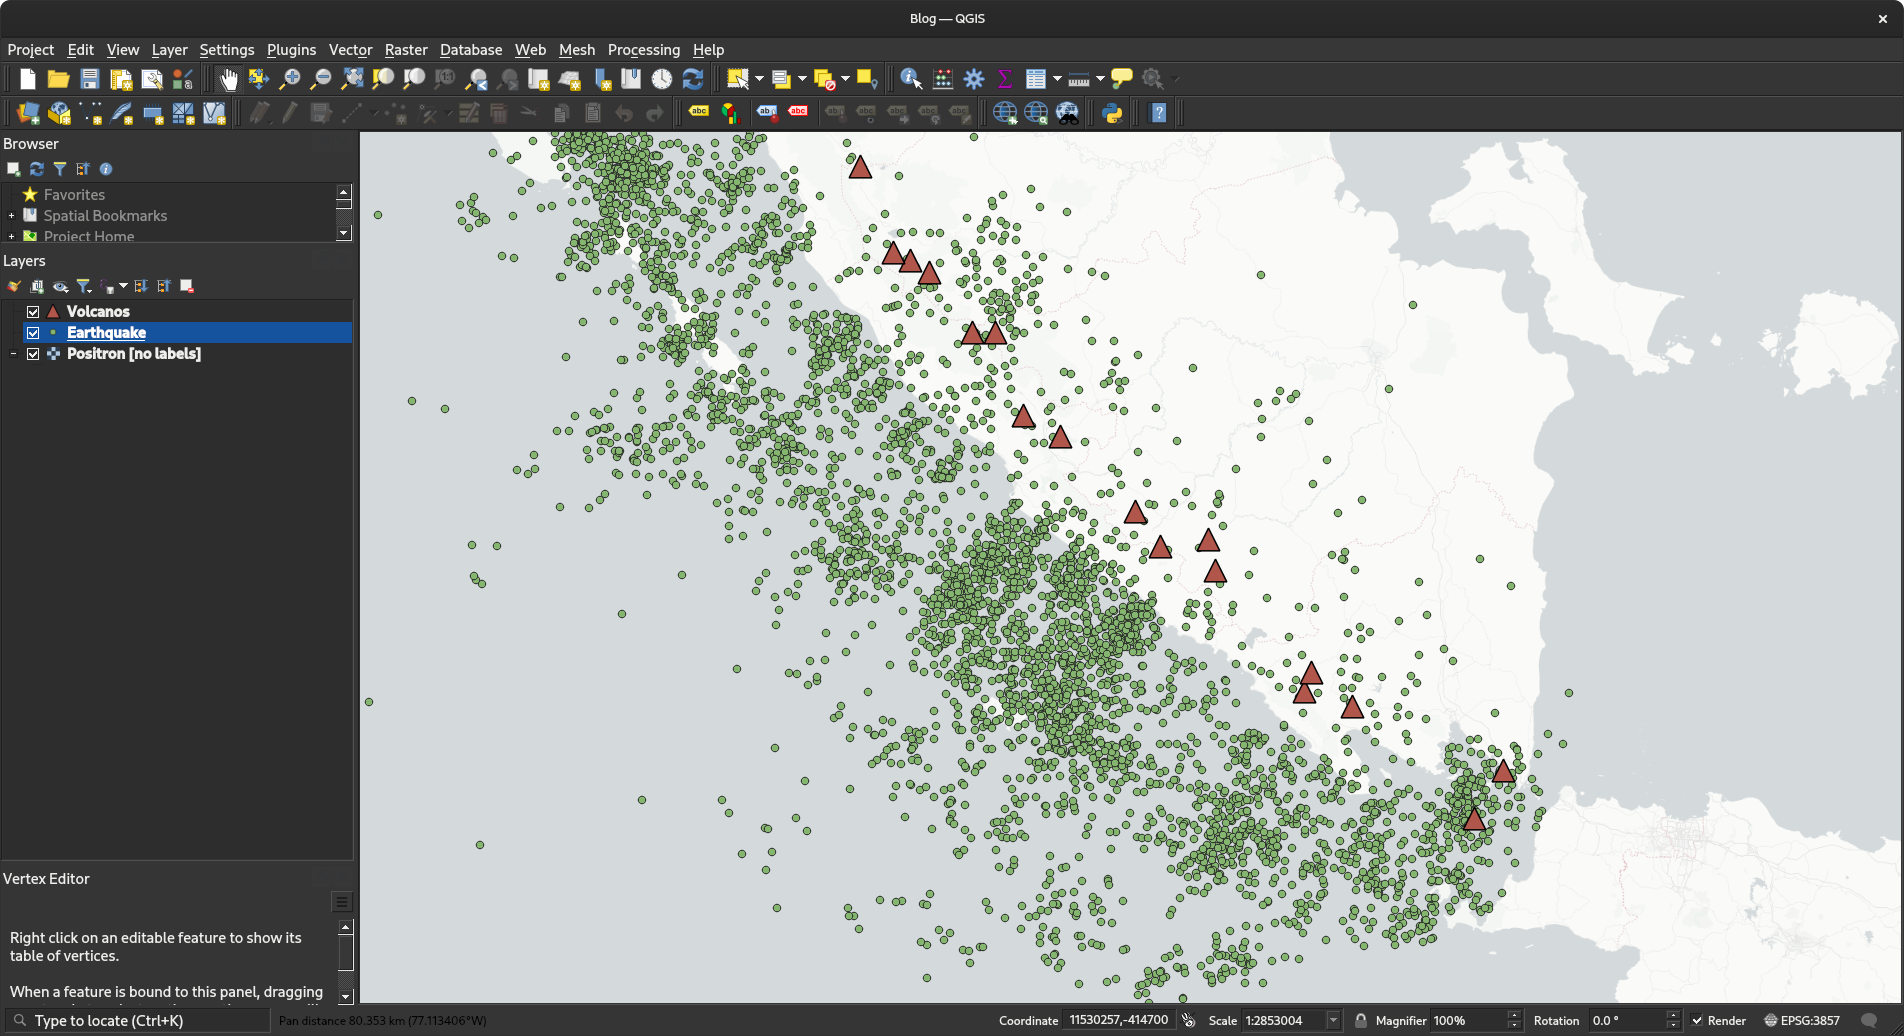 Blog — QGIS
Project Edit View Layer Settings Plugins Vector Raster Database Web Mesh Processing Help
Browser
Favorites
Spatial Bookmarks
Project Home
Layers
Volcanos
Earthquake
Positron [no labels]
Vertex Editor
Right click on an editable feature to show its
table of vertices.
When a feature is bound to this panel, dragging
Type to locate (Ctrl+K)
Pan distance 80.353 km (77.113406°W)
Coordinate 11530257,-414700 Scale 1:2853004 Magnifier 100% Rotation 0.0 ° Render EPSG:3857